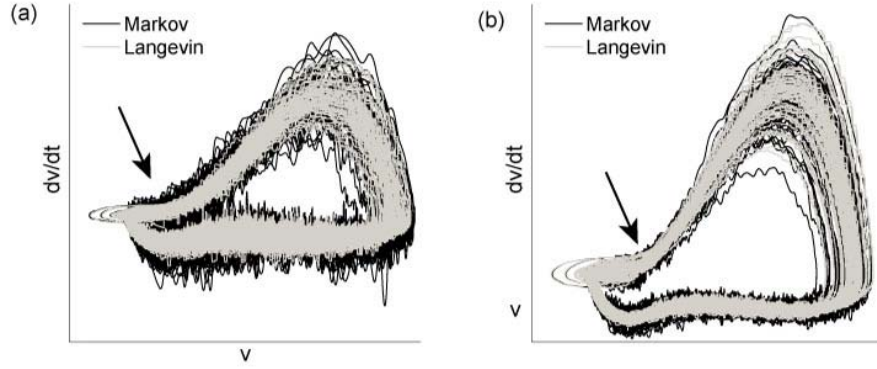 (a)
Markov
Langevin
dv/dt
v
(b)
Markov
Langevin
dv/dt
v